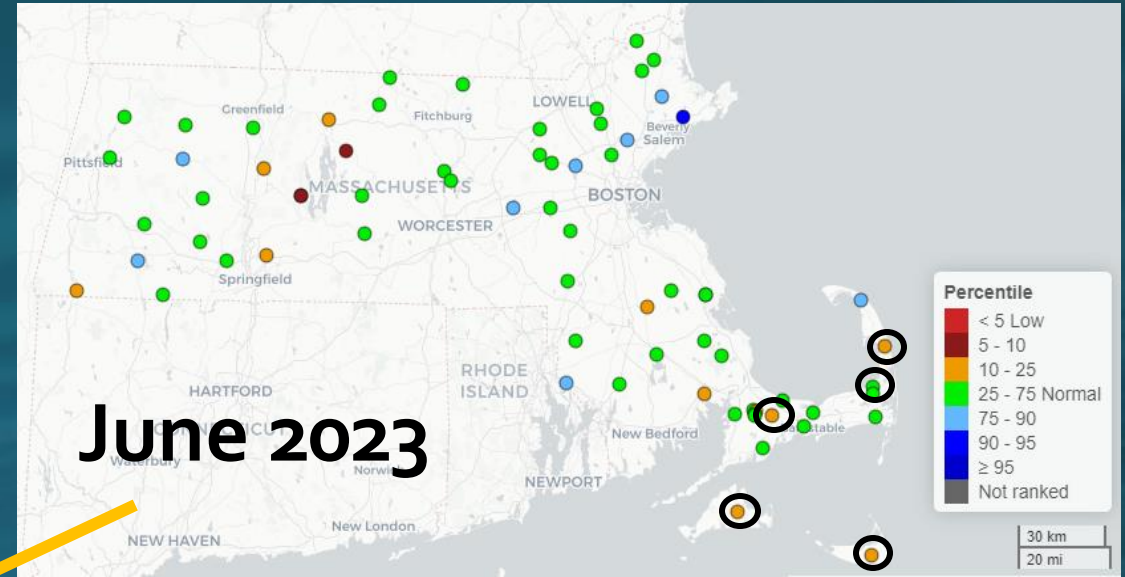 LOWELL
Greenfield
Fitchburg
Beverly
Salem
Pittsfield
MASSACHUSETTS
BOSTON
WORCESTER
Springfield
Percentile
< 5 Low
5 - 10
10 - 25
25 - 75 Normal
75 - 90
90 - 95
≥ 95
Not ranked
RHODE
ISLAND
HARTFORD
June 2023
New Bedford
Waterbury
NEWPORT
New London
NEW HAVEN
30 km
20 mi